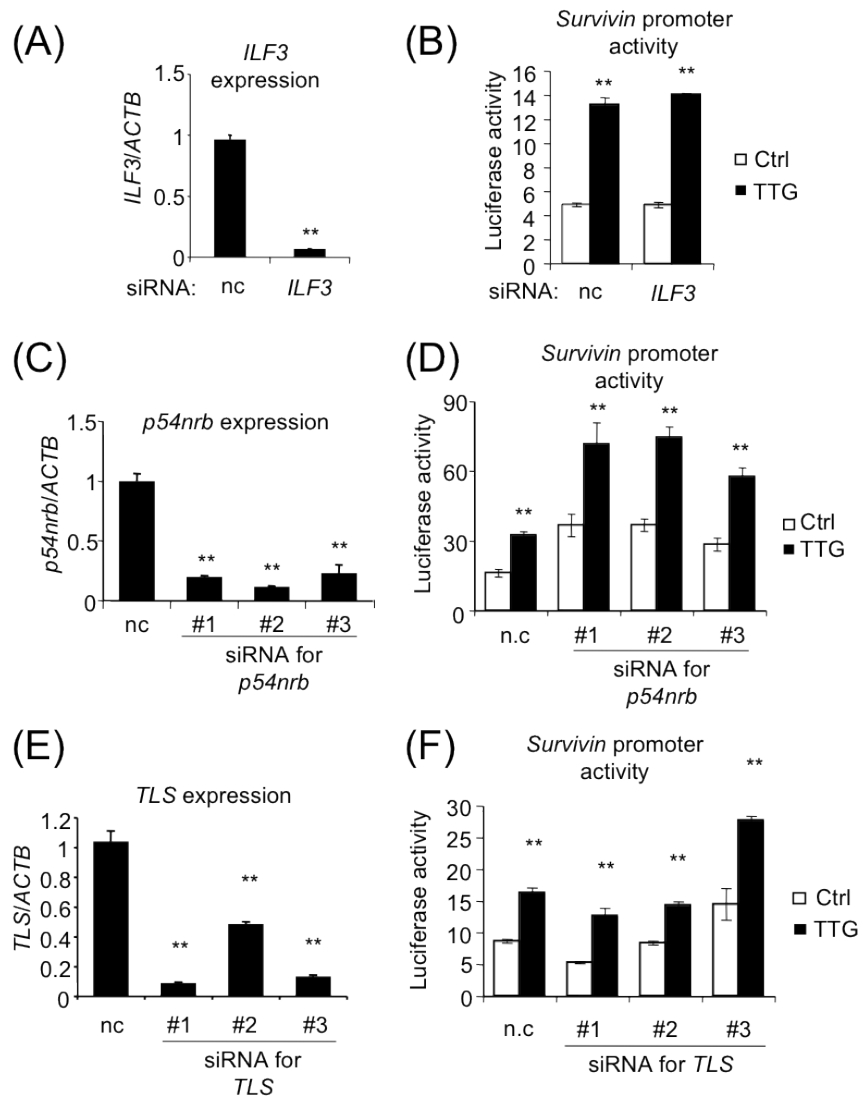 (A)
ILF3
expression
1.5
1
0.5
0
ILF3/ACTB
**
siRNA: nc ILF3
(B)
Survivin promoter
activity
16
14
12
10
8
6
4
2
0
Luciferase activity
** **
Ctrl
TTG
siRNA: nc ILF3
(C)
p54nrb expression
1.5
1
0.5
0
p54nrb/ACTB
** ** **
nc #1 #2 #3
siRNA for
p54nrb
(D)
Survivin promoter
activity
90
60
30
0
Luciferase activity
** ** ** **
Ctrl
TTG
n.c #1 #2 #3
siRNA for
p54nrb
(E)
TLS expression
1.2
1
0.8
0.6
0.4
0.2
0
TLS/ACTB
** ** **
nc #1 #2 #3
siRNA for
TLS
(F)
Survivin promoter
activity
30
25
20
15
10
5
0
Luciferase activity
** ** ** **
Ctrl
TTG
n.c #1 #2 #3
siRNA for TLS